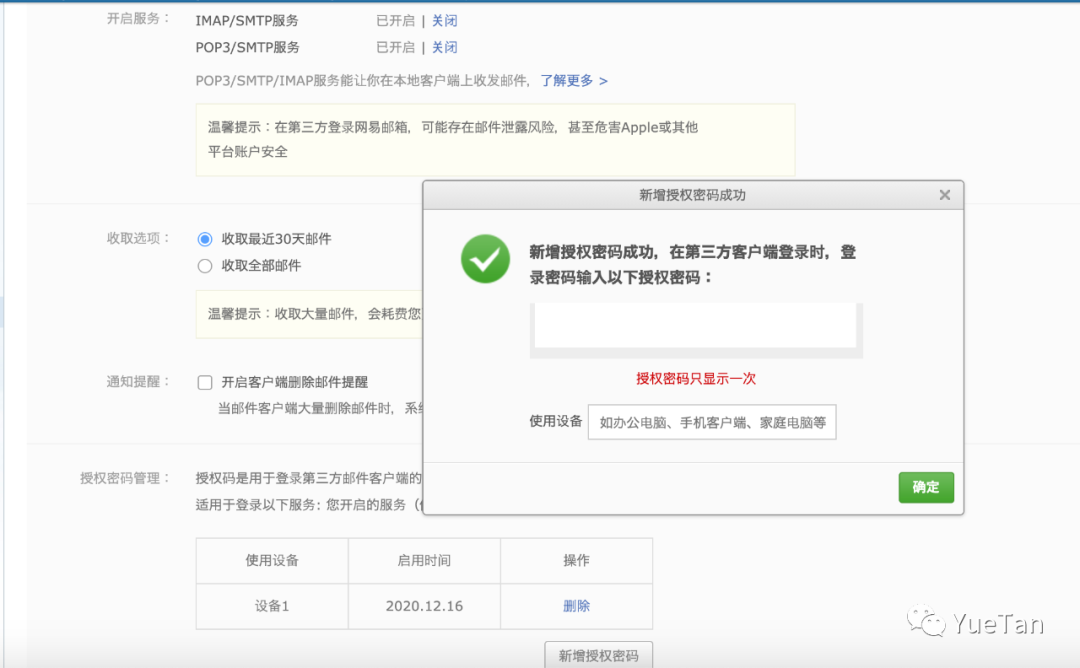 开启服务：
IMAP/SMTP服务 已开启 | 关闭
POP3/SMTP服务 已开启 | 关闭
POP3/SMTP/IMAP服务能让你在本地客户端上收发邮件，了解更多 >
温馨提示：在第三方登录网易邮箱，可能存在邮件泄露风险，甚至危害Apple或其他
平台账户安全
收取选项：
收取最近30天邮件
收取全部邮件
温馨提示：收取大量邮件，会耗费您
通知提醒：
开启客户端删除邮件提醒
当邮件客户端大量删除邮件时，系统
授权密码管理：
授权码是用于登录第三方邮件客户端的
适用于登录以下服务：您开启的服务（
使用设备 启用时间 操作
设备1 2020.12.16 删除
新增授权密码
新增授权密码成功
新增授权密码成功，在第三方客户端登录时，登
录密码输入以下授权密码：
授权密码只显示一次
使用设备 如办公电脑、手机客户端、家庭电脑等
确定
YueTan